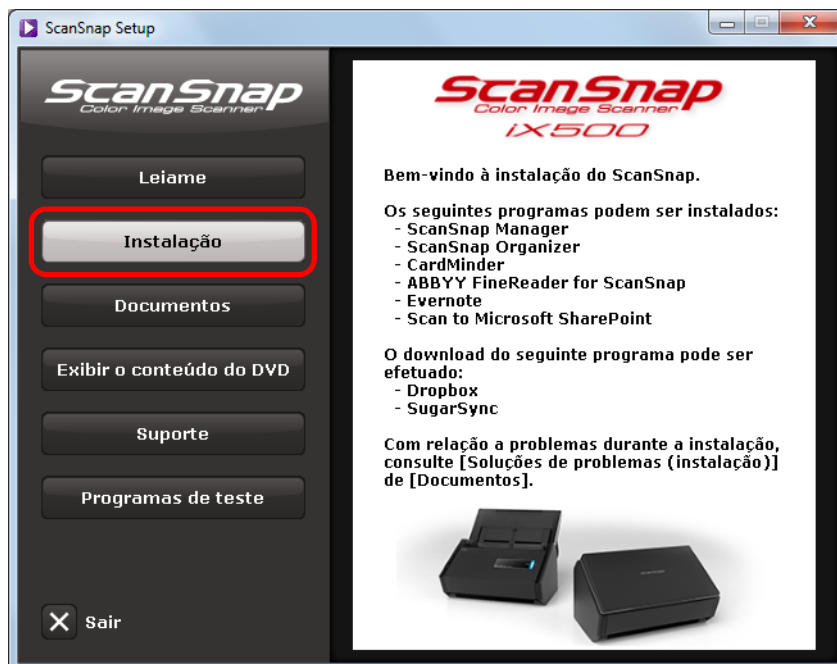 ScanSnap Setup
ScanSnap
Color Image Scanner
Leiame
Instalação
Documentos
Exibir o conteúdo do DVD
Suporte
Programas de teste
Sair
ScanSnap
Color Image Scanner
iX500
Bem-vindo à instalação do ScanSnap.
Os seguintes programas podem ser instalados:
- ScanSnap Manager
- ScanSnap Organizer
- CardMinder
- ABBYY FineReader for ScanSnap
- Evernote
- Scan to Microsoft SharePoint
O download do seguinte programa pode ser
efetuado:
- Dropbox
- SugarSync
Com relação a problemas durante a instalação,
consulte [Soluções de problemas (instalação)]
de [Documentos].